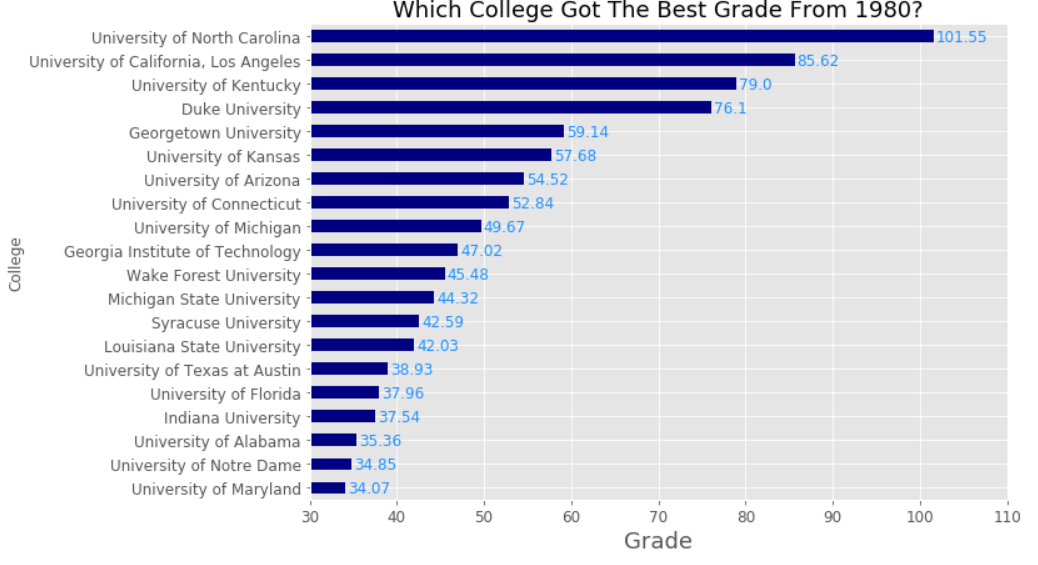 Which College Got The Best Grade From 1980?
University of North Carolina 101.55
University of California, Los Angeles 85.62
University of Kentucky 79.0
Duke University 76.1
Georgetown University 59.14
University of Kansas 57.68
University of Arizona 54.52
University of Connecticut 52.84
University of Michigan 49.67
Georgia Institute of Technology 47.02
Wake Forest University 45.48
Michigan State University 44.32
Syracuse University 42.59
Louisiana State University 42.03
University of Texas at Austin 38.93
University of Florida 37.96
Indiana University 37.54
University of Alabama 35.36
University of Notre Dame 34.85
University of Maryland 34.07
College
30 40 50 60 70 80 90 100 110
Grade